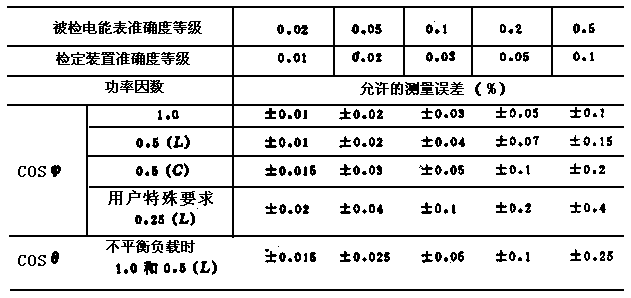 被检电能表准确度等级 0.02 0.05 0.1 0.2 0.5
检定装置准确度等级 0.01 0.02 0.03 0.05 0.1
功率因数 允许的测量误差（%）
1.0 ±0.01 ±0.02 ±0.03 ±0.05 ±0.1
0.5 (L) ±0.01 ±0.02 ±0.04 ±0.07 ±0.15
COS φ 0.5 (C) ±0.015 ±0.03 ±0.05 ±0.1 ±0.2
用户特殊要求
0.25 (L) ±0.02 ±0.04 ±0.1 ±0.2 ±0.4
COS θ 不平衡负载时
1.0 和 0.5 (L) ±0.015 ±0.025 ±0.06 ±0.1 ±0.25